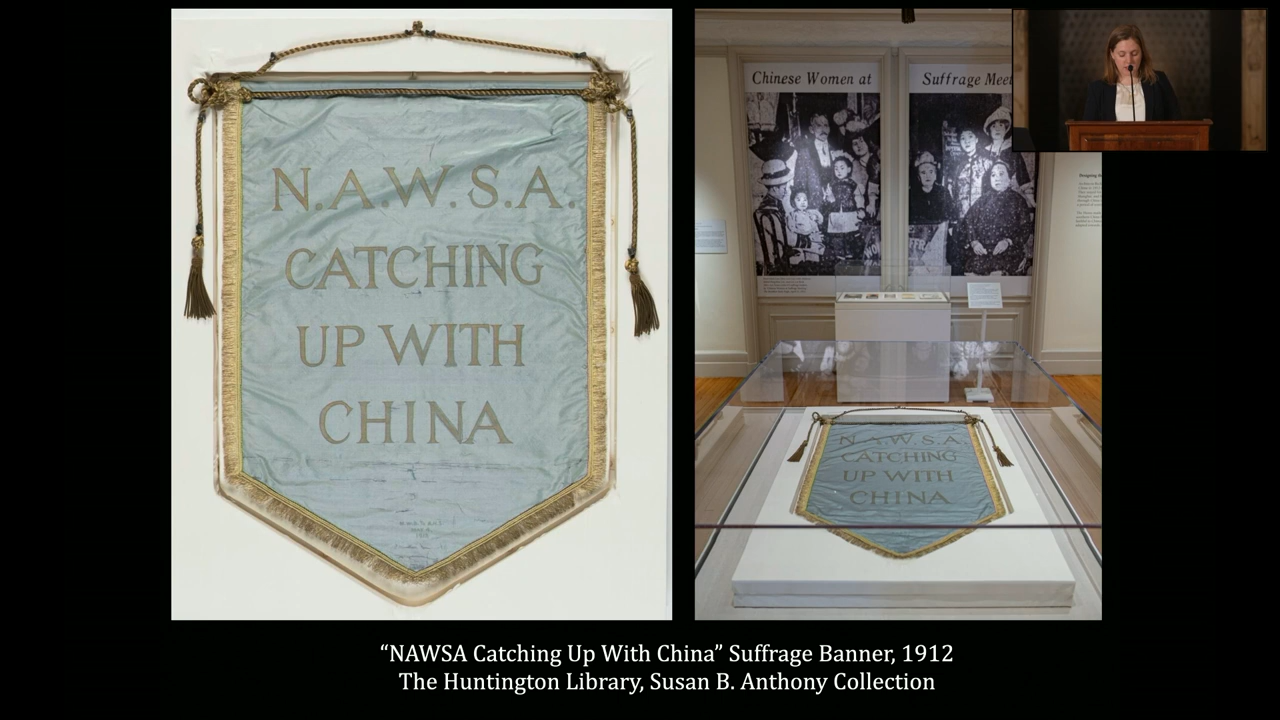 N.A.W.S.A.
CATCHING
UP WITH
CHINA
Chinese Women at
Suffrage Meet
N.A.W.S.A.
CATCHING
UP WITH
CHINA
“NAWSA Catching Up With China” Suffrage Banner, 1912
The Huntington Library, Susan B. Anthony Collection